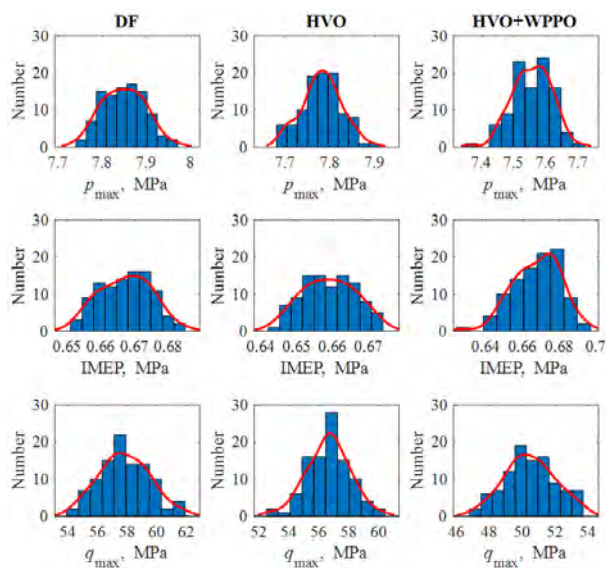 DF HVO HVO+WPPO
30 30 30
20 20 20
10 10 10
0 0 0
Number Number Number
7.7 7.8 7.9 8 7.7 7.8 7.9 7.4 7.5 7.6 7.7
p_max, MPa p_max, MPa p_max, MPa
30 30 30
20 20 20
10 10 10
0 0 0
Number Number Number
0.65 0.66 0.67 0.68 0.64 0.65 0.66 0.67 0.64 0.66 0.68 0.7
IMEP, MPa IMEP, MPa IMEP, MPa
30 30 30
20 20 20
10 10 10
0 0 0
Number Number Number
54 56 58 60 62 52 54 56 58 60 46 48 50 52 54
q_max, MPa q_max, MPa q_max, MPa